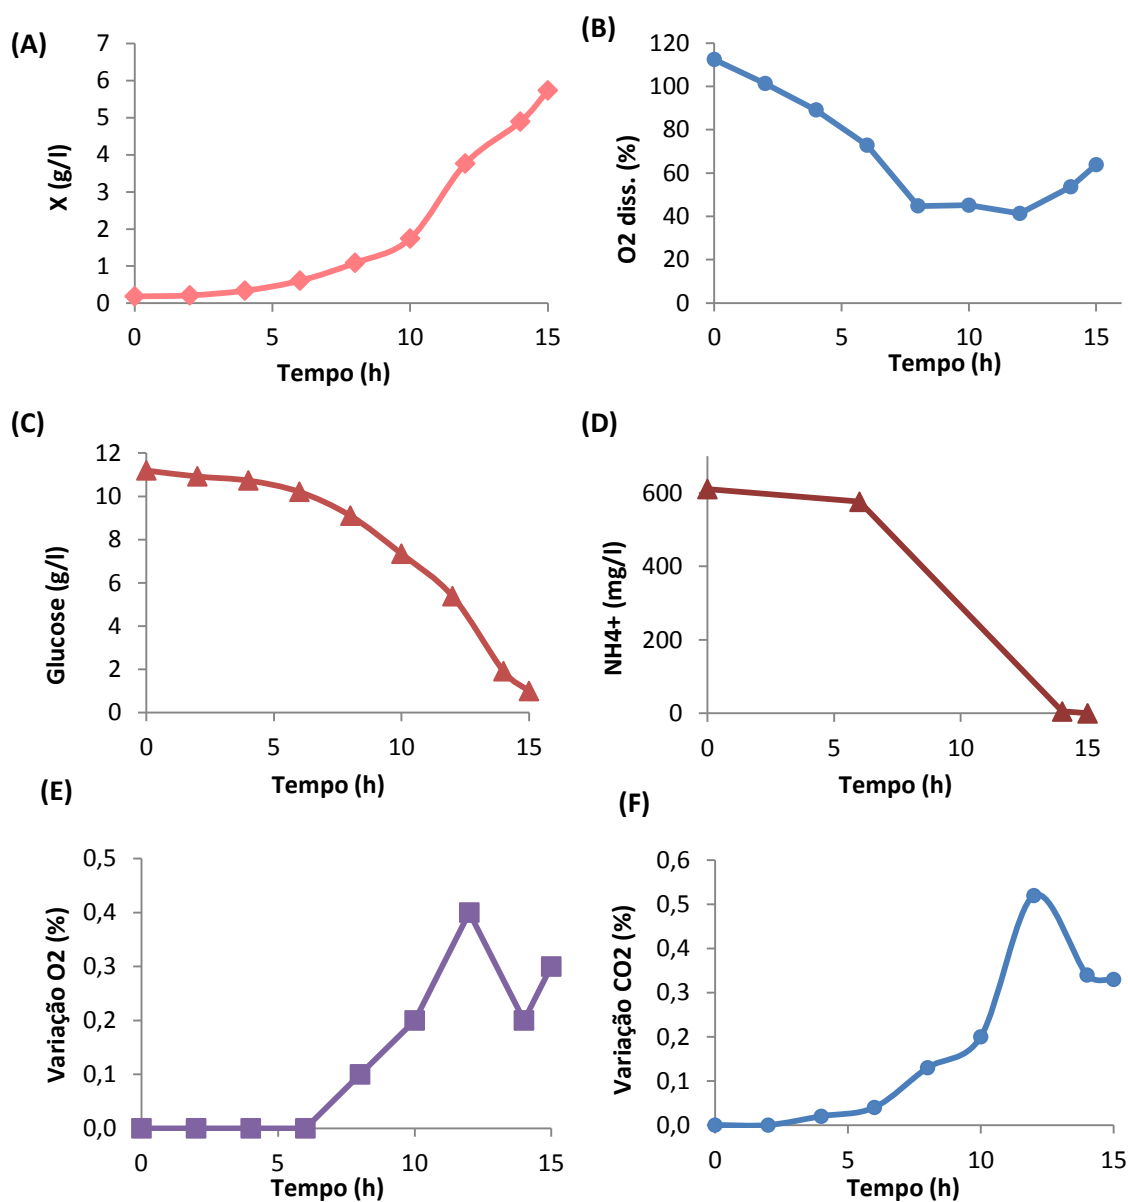 (A)
7
6
5
4
3
2
1
0
X (g/l)
0 5 10 15
Tempo (h)
(B)
120
100
80
60
40
20
0
O2 diss. (%)
0 5 10 15
Tempo (h)
(C)
12
10
8
6
4
2
0
Glucose (g/l)
0 5 10 15
Tempo (h)
(D)
600
400
200
0
NH4+ (mg/l)
0 5 10 15
Tempo (h)
(E)
0,5
0,4
0,3
0,2
0,1
0,0
Variação O2 (%)
0 5 10 15
Tempo (h)
(F)
0,6
0,5
0,4
0,3
0,2
0,1
0,0
Variação CO2 (%)
0 5 10 15
Tempo (h)